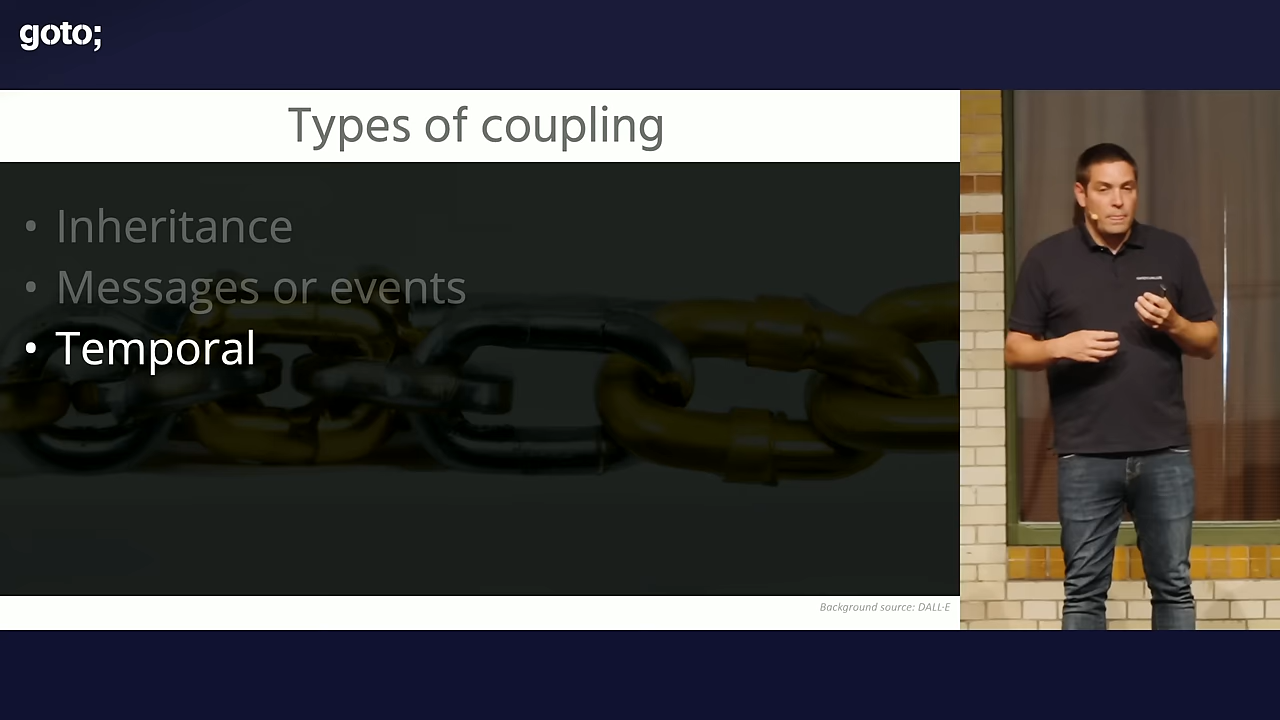 goto;
Types of coupling
• Inheritance
• Messages or events
• Temporal
Background source: DALL-E